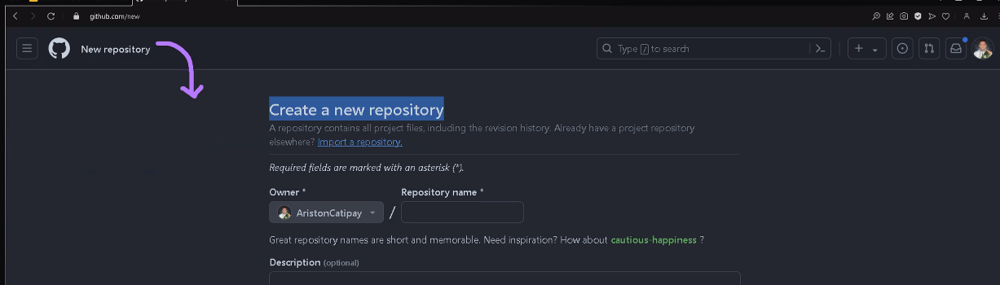 github.com/new
New repository
Type / to search
Create a new repository
A repository contains all project files, including the revision history. Already have a project repository
elsewhere? Import a repository.
Required fields are marked with an asterisk (*).
Owner * Repository name *
AristonCatipay /
Great repository names are short and memorable. Need inspiration? How about cautious-happiness ?
Description (optional)